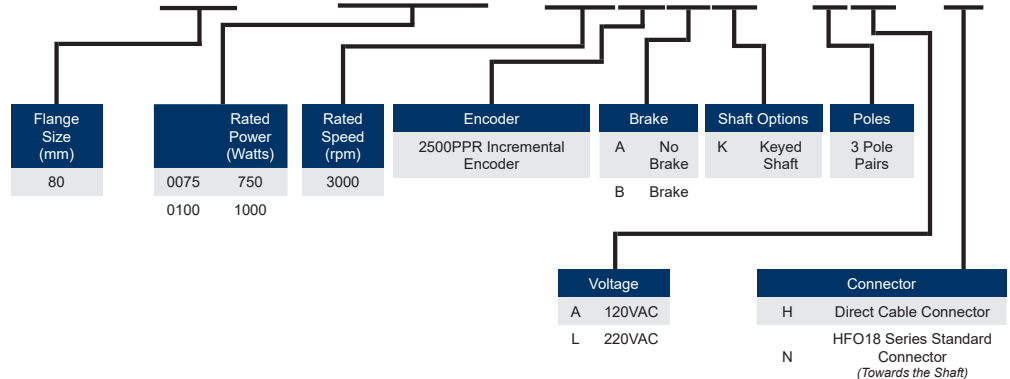 Flange
Size
(mm)
80
Rated
Power
(Watts)
0075 750
0100 1000
Rated
Speed
(rpm)
3000
Encoder
2500PPR Incremental
Encoder
Brake
A No
Brake
B Brake
Shaft Options
K Keyed
Shaft
Poles
3 Pole
Pairs
Voltage
A 120VAC
L 220VAC
Connector
H Direct Cable Connector
N HFO18 Series Standard
Connector
(Towards the Shaft)